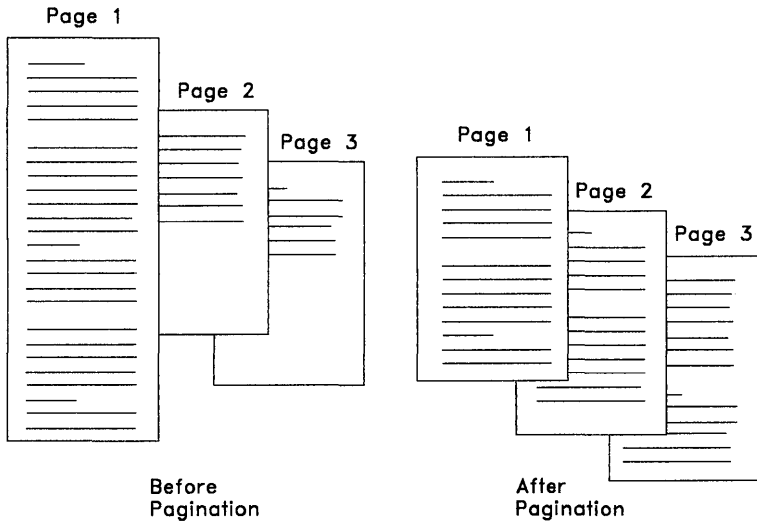 Page 1
Page 2
Page 3
Page 1
Page 2
Page 3
Before
Pagination
After
Pagination